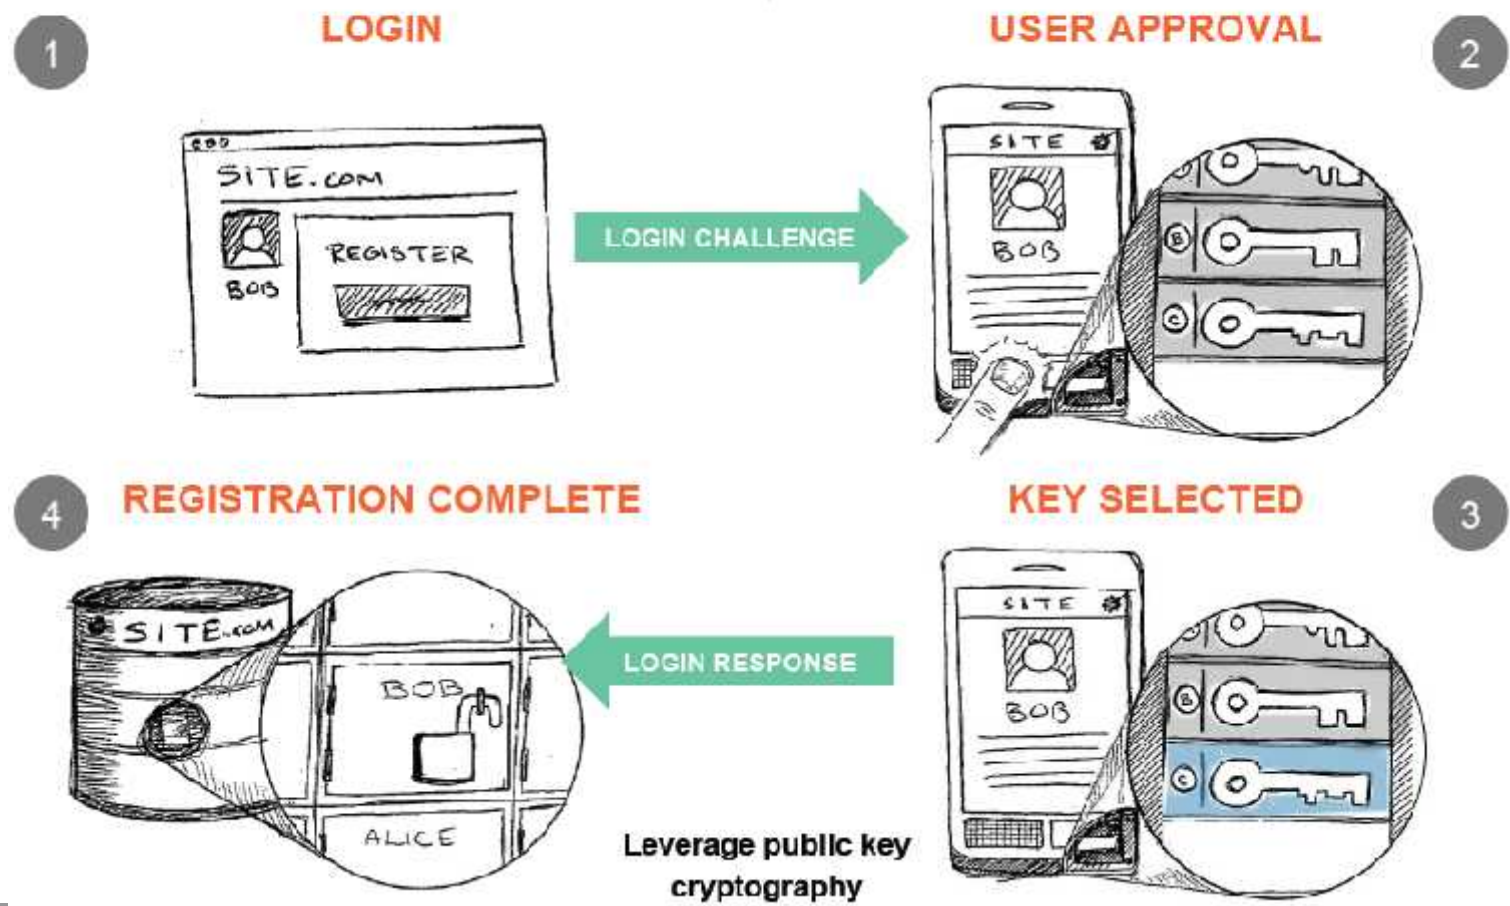 1
LOGIN
SITE.COM
BOB
REGISTER
LOGIN CHALLENGE
USER APPROVAL
2
SITE
BOB
B
C
KEY SELECTED
3
SITE
BOB
B
C
LOGIN RESPONSE
4
REGISTRATION COMPLETE
SITE.COM
BOB
ALICE
Leverage public key
cryptography